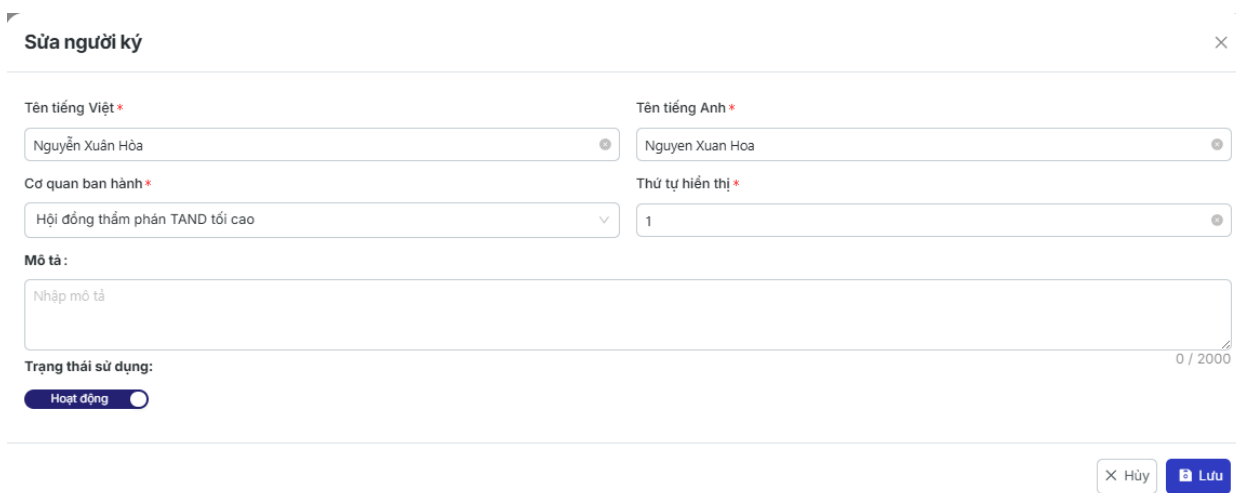 Sửa người ký
Tên tiếng Việt *
Tên tiếng Anh *
Nguyễn Xuân Hòa
Nguyen Xuan Hoa
Cơ quan ban hành *
Thứ tự hiển thị *
Hội đồng thẩm phán TAND tối cao
1
Mô tả :
Nhập mô tả
0 / 2000
Trạng thái sử dụng:
Hoạt động
Hủy
Lưu